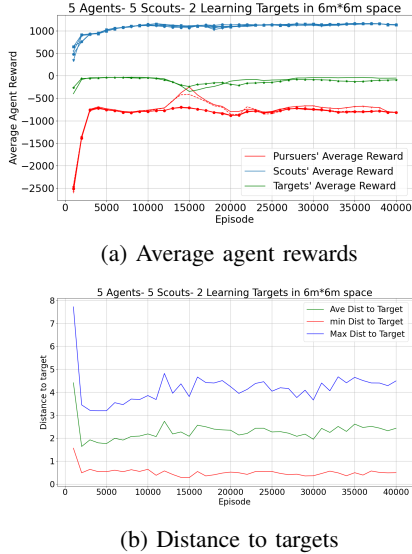 5 Agents- 5 Scouts- 2 Learning Targets in 6m*6m space
Average Agent Reward
1000
500
0
−500
−1000
−1500
−2000
−2500
Pursuers' Average Reward
Scouts' Average Reward
Targets' Average Reward
0 5000 10000 15000 20000 25000 30000 35000 40000
Episode
(a) Average agent rewards
5 Agents- 5 Scouts- 2 Learning Targets in 6m*6m space
Distance to target
8
7
6
5
4
3
2
1
0
Ave Dist to Target
min Dist to Target
Max Dist to Target
0 5000 10000 15000 20000 25000 30000 35000 40000
Episode
(b) Distance to targets